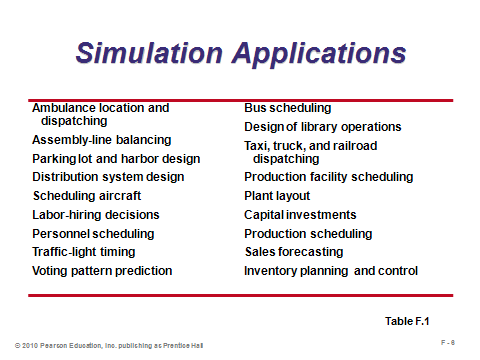 Simulation Applications
Ambulance location and
dispatching
Assembly-line balancing
Parking lot and harbor design
Distribution system design
Scheduling aircraft
Labor-hiring decisions
Personnel scheduling
Traffic-light timing
Voting pattern prediction
Bus scheduling
Design of library operations
Taxi, truck, and railroad
dispatching
Production facility scheduling
Plant layout
Capital investments
Production scheduling
Sales forecasting
Inventory planning and control
Table F.1
© 2010 Pearson Education, Inc. publishing as Prentice Hall
F - 6